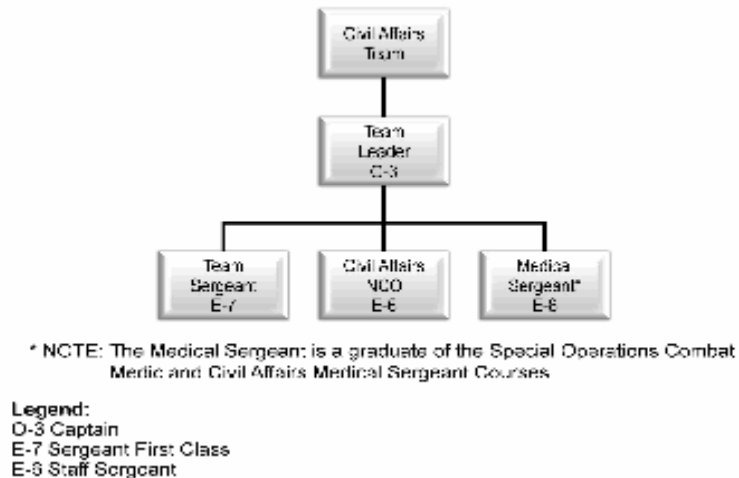 Civil Affairs
Team
Team
Leader
O-3
Team
Sergeant
E-7
Civil Affairs
NCO
E-6
Medical
Sergeant*
E-6
* NOTE: The Medical Sergeant is a graduate of the Special Operations Combat
Medic and Civil Affairs Medical Sergeant Courses
Legend:
O-3 Captain
E-7 Sergeant First Class
E-6 Staff Sergeant